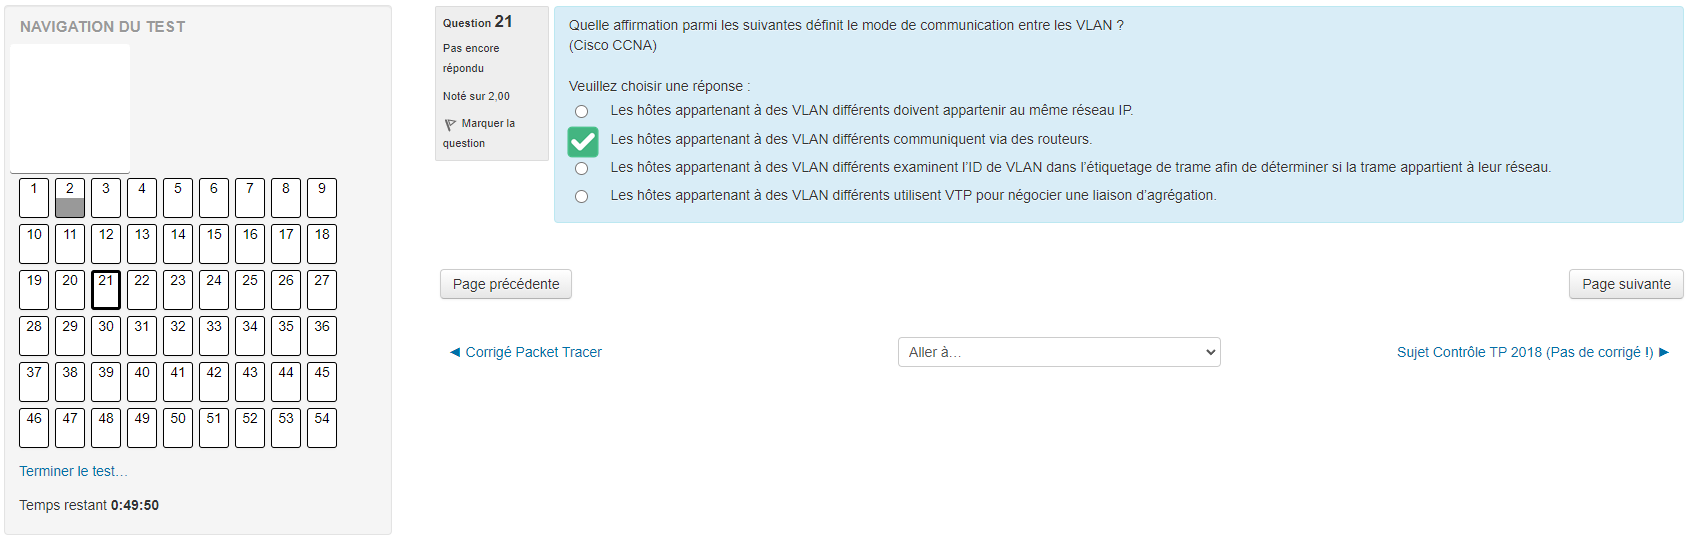 NAVIGATION DU TEST
1 2 3 4 5 6 7 8 9
10 11 12 13 14 15 16 17 18
19 20 21 22 23 24 25 26 27
28 29 30 31 32 33 34 35 36
37 38 39 40 41 42 43 44 45
46 47 48 49 50 51 52 53 54
Terminer le test…
Temps restant 0:49:50
Question 21
Pas encore
répondu
Noté sur 2,00
Marquer la
question
Quelle affirmation parmi les suivantes définit le mode de communication entre les VLAN ?
(Cisco CCNA)
Veuillez choisir une réponse :
Les hôtes appartenant à des VLAN différents doivent appartenir au même réseau IP.
Les hôtes appartenant à des VLAN différents communiquent via des routeurs.
Les hôtes appartenant à des VLAN différents examinent l’ID de VLAN dans l’étiquetage de trame afin de déterminer si la trame appartient à leur réseau.
Les hôtes appartenant à des VLAN différents utilisent VTP pour négocier une liaison d’agrégation.
Page précédente
Page suivante
◄ Corrigé Packet Tracer
Aller à…
Sujet Contrôle TP 2018 (Pas de corrigé !) ►